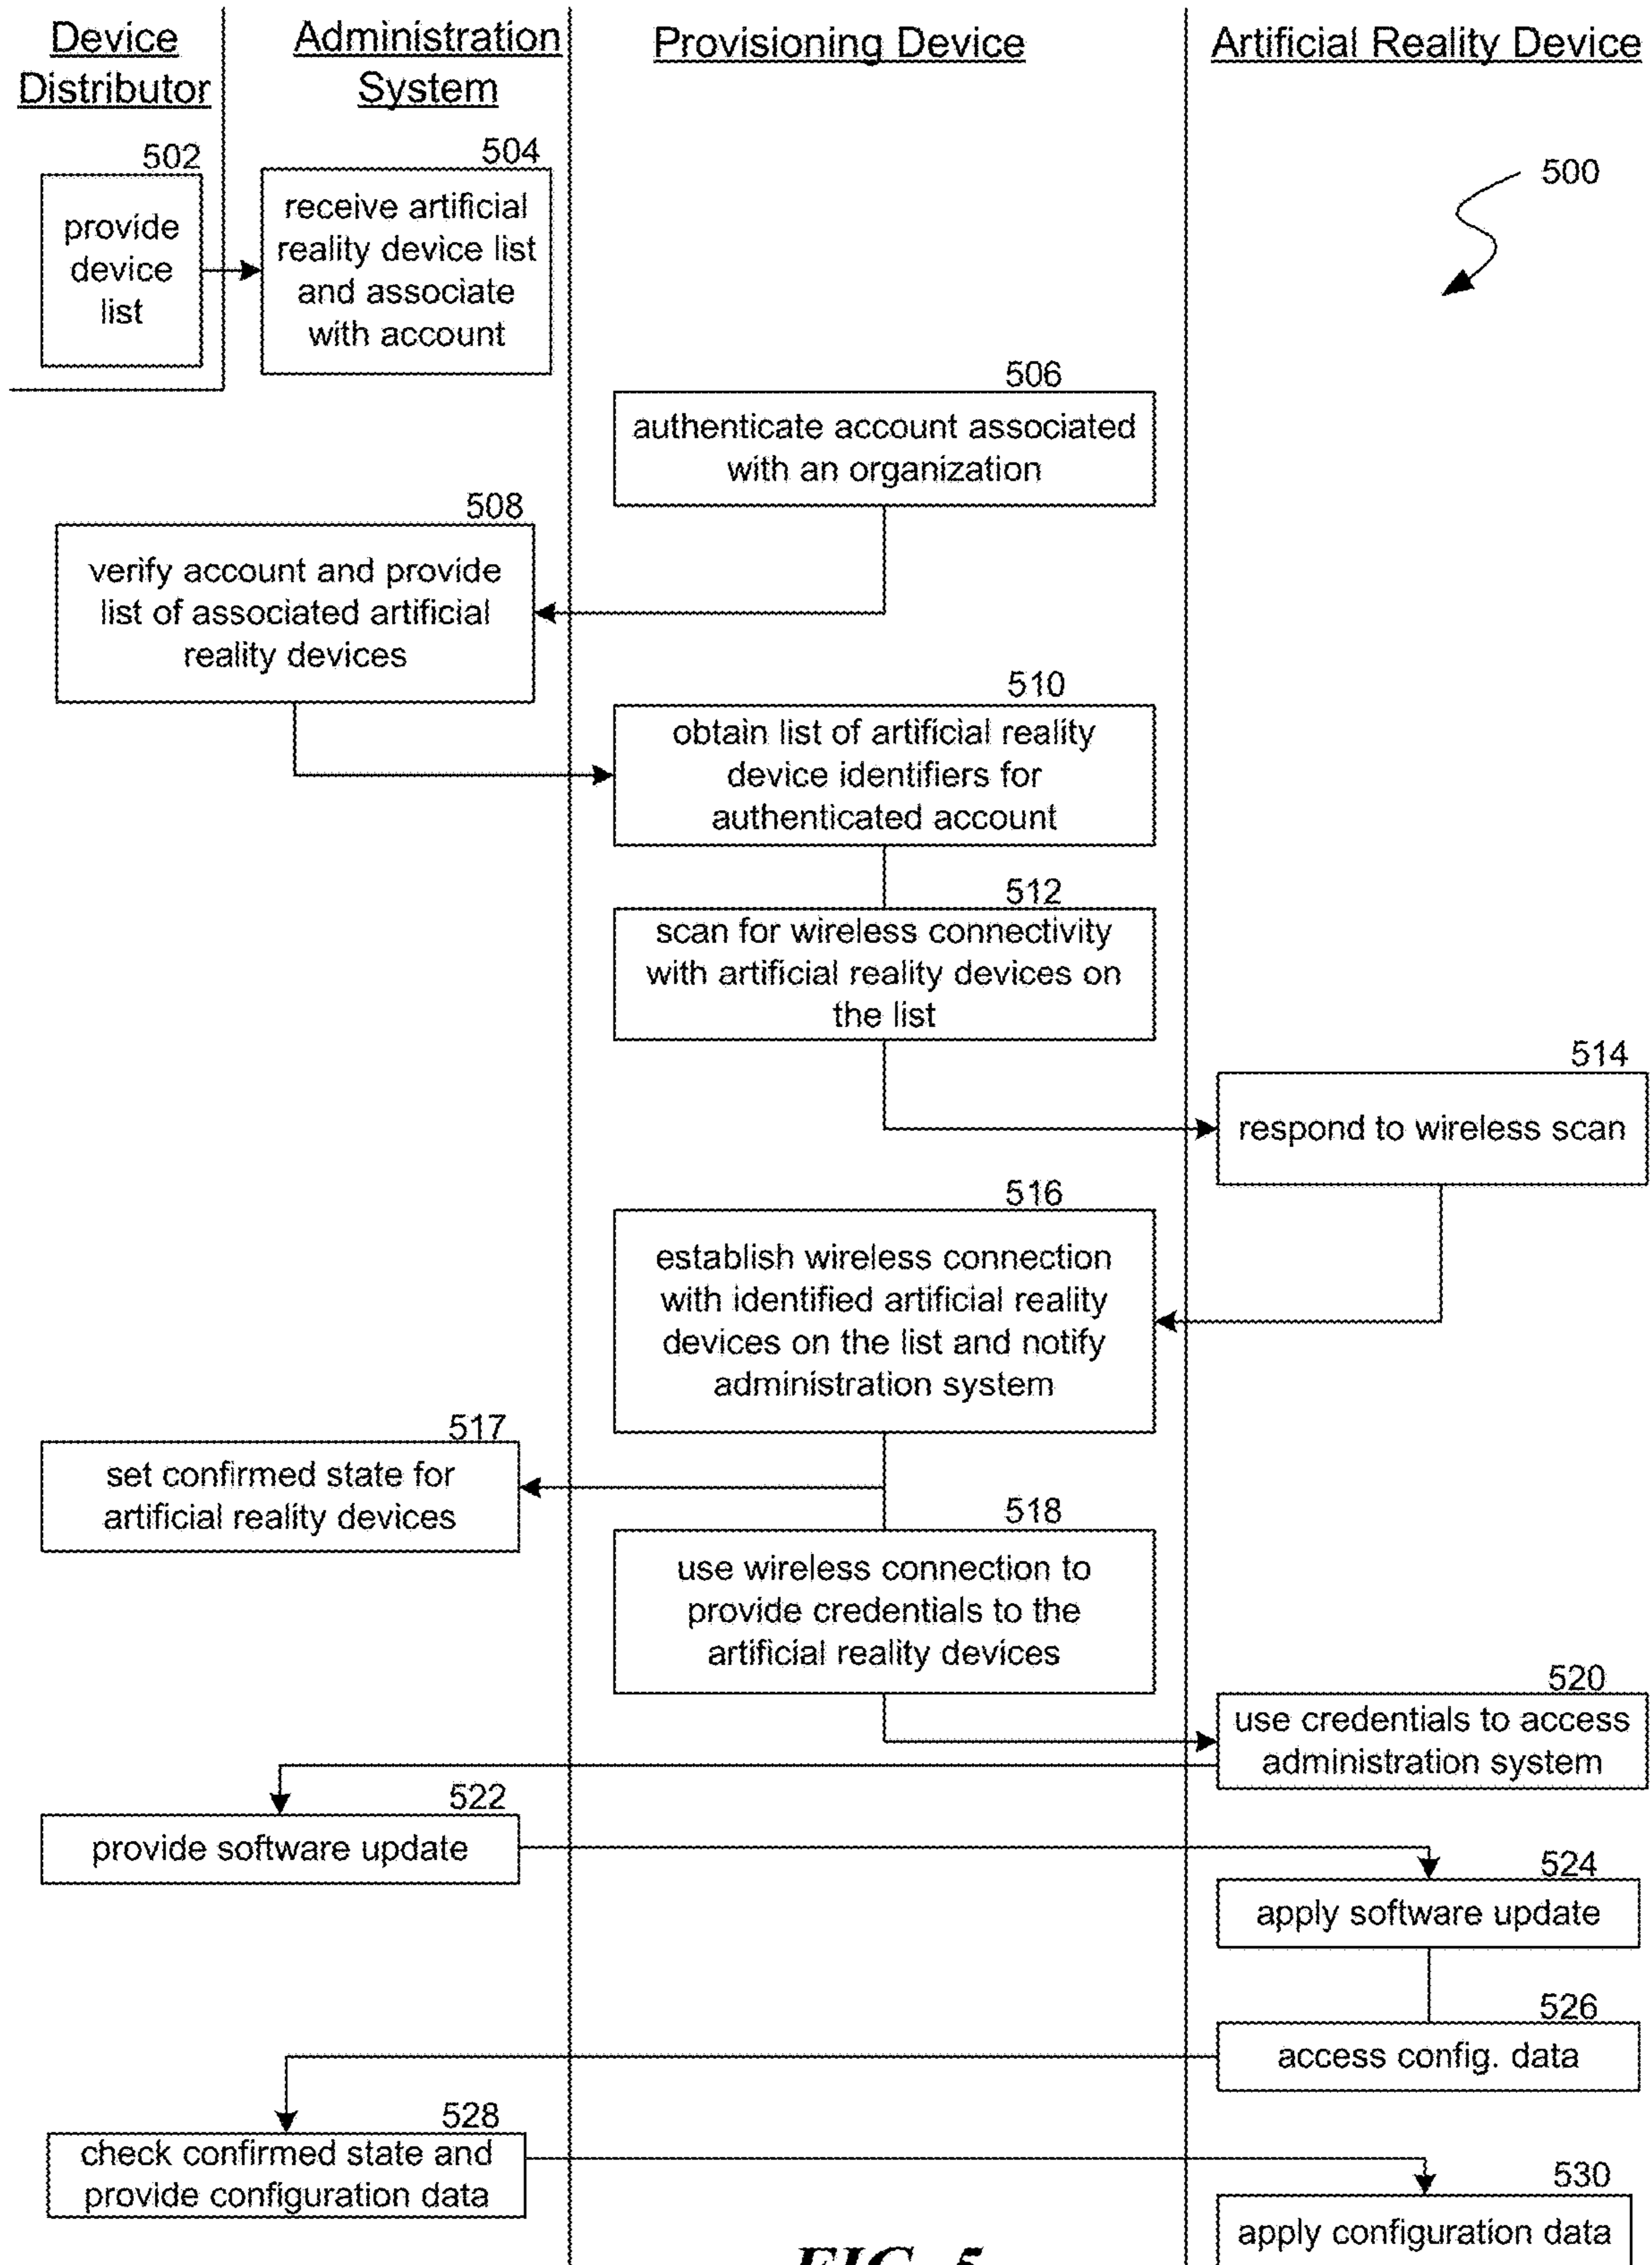 Device
Distributor
Administration
System
Provisioning Device
Artificial Reality Device
500
502
provide
device
list
504
receive artificial
reality device list
and associate
with account
506
authenticate account associated
with an organization
508
verify account and provide
list of associated artificial
reality devices
510
obtain list of artificial reality
device identifiers for
authenticated account
512
scan for wireless connectivity
with artificial reality devices on
the list
514
respond to wireless scan
516
establish wireless connection
with identified artificial reality
devices on the list and notify
administration system
517
set confirmed state for
artificial reality devices
518
use wireless connection to
provide credentials to the
artificial reality devices
520
use credentials to access
administration system
522
provide software update
524
apply software update
526
access config. data
528
check confirmed state and
provide configuration data
530
apply configuration data
FIG. 5